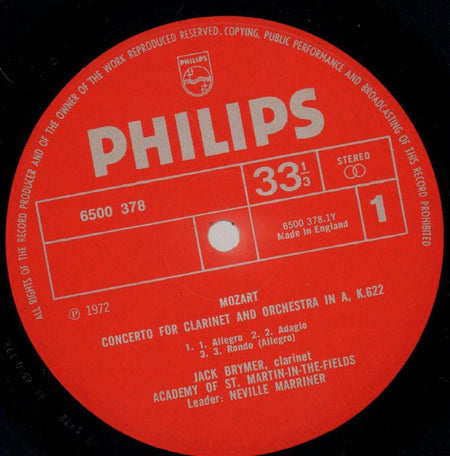 ALL RIGHTS OF THE RECORD PRODUCER AND OF THE OWNER OF THE WORK REPRODUCED RESERVED. COPYING, PUBLIC PERFORMANCE AND BROADCASTING OF THIS RECORD PROHIBITED
PHILIPS
PHILIPS
6500 378
33 1/3
STEREO
6500 378.1Y
Made in England
1
℗ 1972
MOZART
CONCERTO FOR CLARINET AND ORCHESTRA IN A, K.622
1. 1. Allegro 2. 2. Adagio
3. 3. Rondo (Allegro)
JACK BRYMER, clarinet
ACADEMY OF ST. MARTIN-IN-THE-FIELDS
Leader: NEVILLE MARRINER